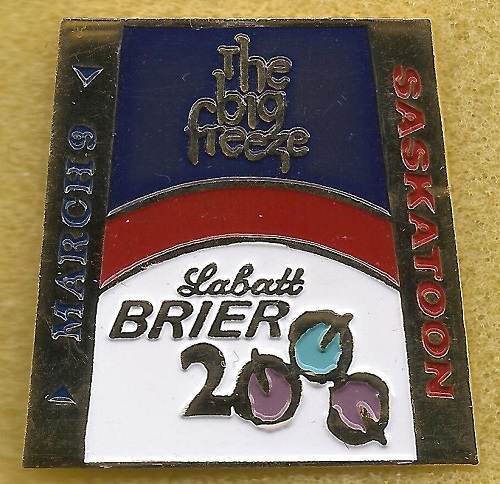 The
big
freeze
MARCH 9
SASKATOON
Labatt
BRIER
2000